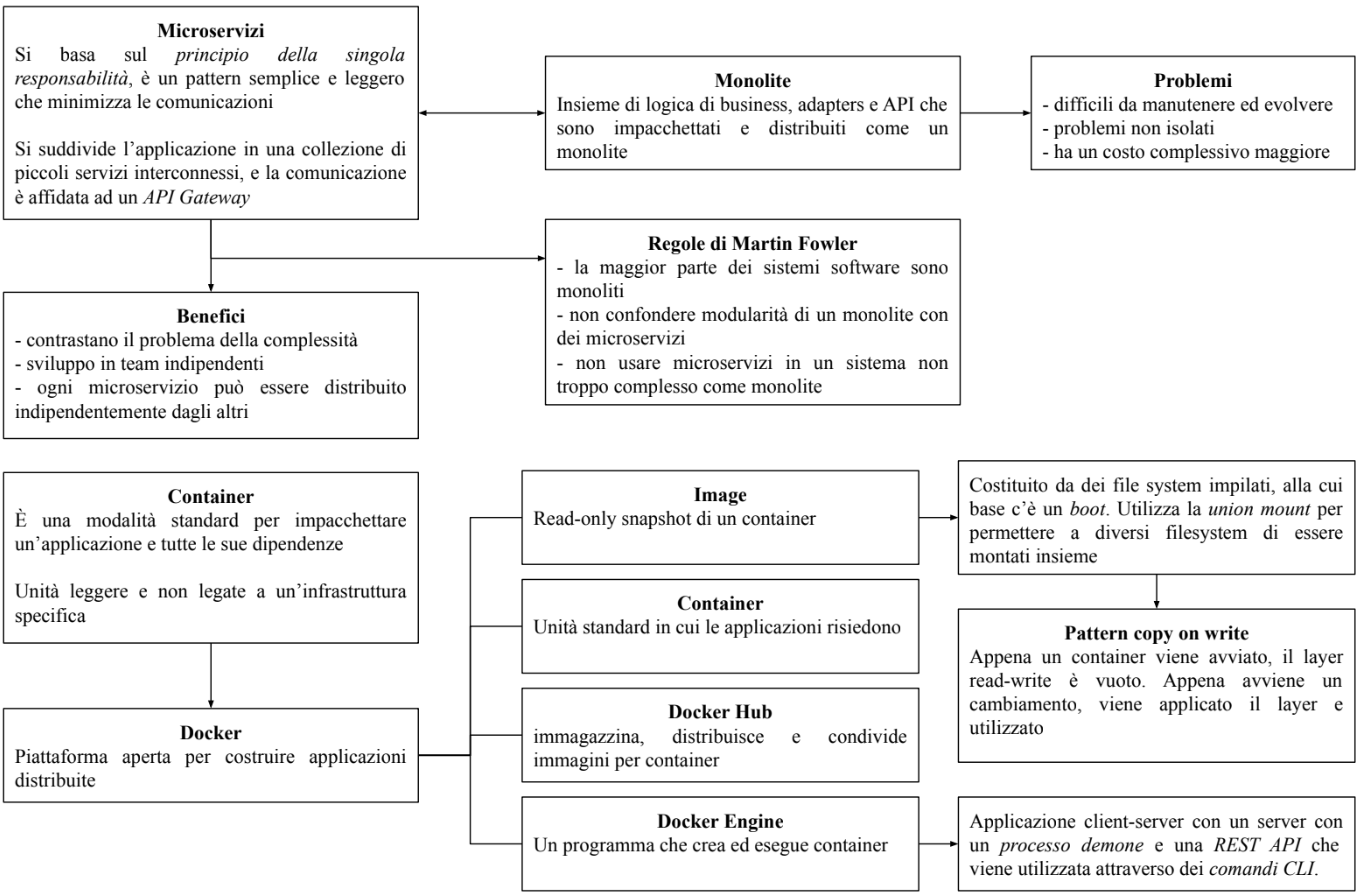 Microservizi
Si basa sul principio della singola
responsabilità, è un pattern semplice e leggero
che minimizza le comunicazioni
Si suddivide l’applicazione in una collezione di
piccoli servizi interconnessi, e la comunicazione
è affidata ad un API Gateway
Monolite
Insieme di logica di business, adapters e API che
sono impacchettati e distribuiti come un
monolite
Problemi
- difficili da manutenere ed evolvere
- problemi non isolati
- ha un costo complessivo maggiore
Regole di Martin Fowler
- la maggior parte dei sistemi software sono
monoliti
- non confondere modularità di un monolite con
dei microservizi
- non usare microservizi in un sistema non
troppo complesso come monolite
Benefici
- contrastano il problema della complessità
- sviluppo in team indipendenti
- ogni microservizio può essere distribuito
indipendentemente dagli altri
Container
È una modalità standard per impacchettare
un’applicazione e tutte le sue dipendenze
Unità leggere e non legate a un’infrastruttura
specifica
Image
Read-only snapshot di un container
Costituito da dei file system impilati, alla cui
base c’è un boot. Utilizza la union mount per
permettere a diversi filesystem di essere
montati insieme
Container
Unità standard in cui le applicazioni risiedono
Pattern copy on write
Appena un container viene avviato, il layer
read-write è vuoto. Appena avviene un
cambiamento, viene applicato il layer e
utilizzato
Docker
Piattaforma aperta per costruire applicazioni
distribuite
Docker Hub
immagazzina, distribuisce e condivide
immagini per container
Docker Engine
Un programma che crea ed esegue container
Applicazione client-server con un server con
un processo demone e una REST API che
viene utilizzata attraverso dei comandi CLI.